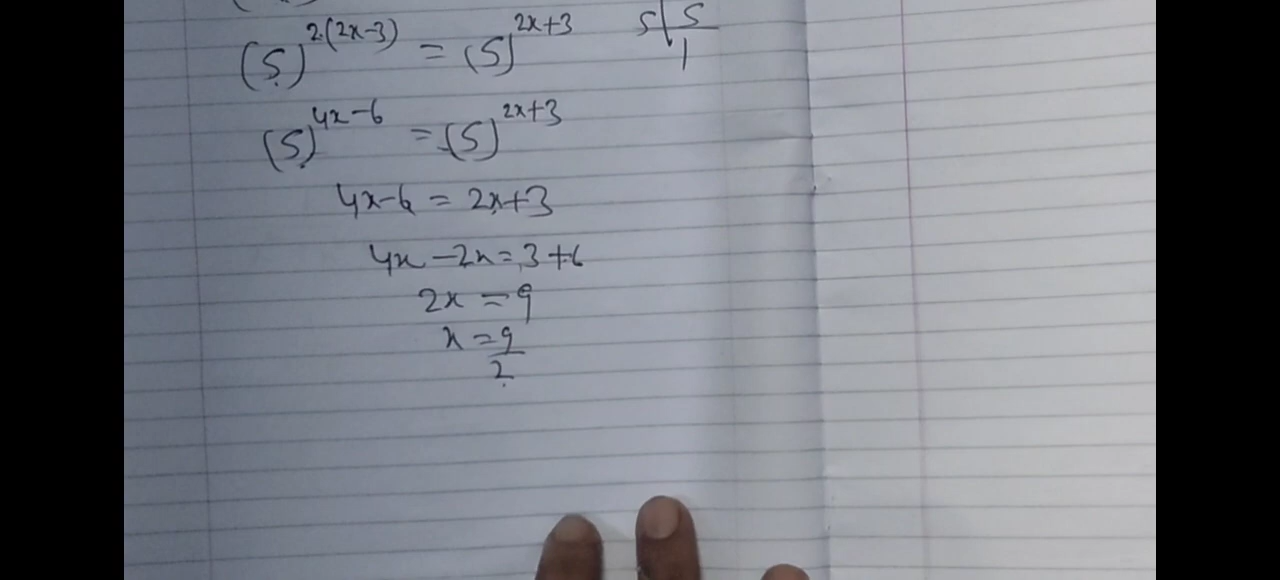 (5)^2(2x-3) = (5)^2x+3
5 | 5
1
(5)^4x-6 = (5)^2x+3
4x-6 = 2x+3
4x-2x = 3+6
2x = 9
x = 9/2